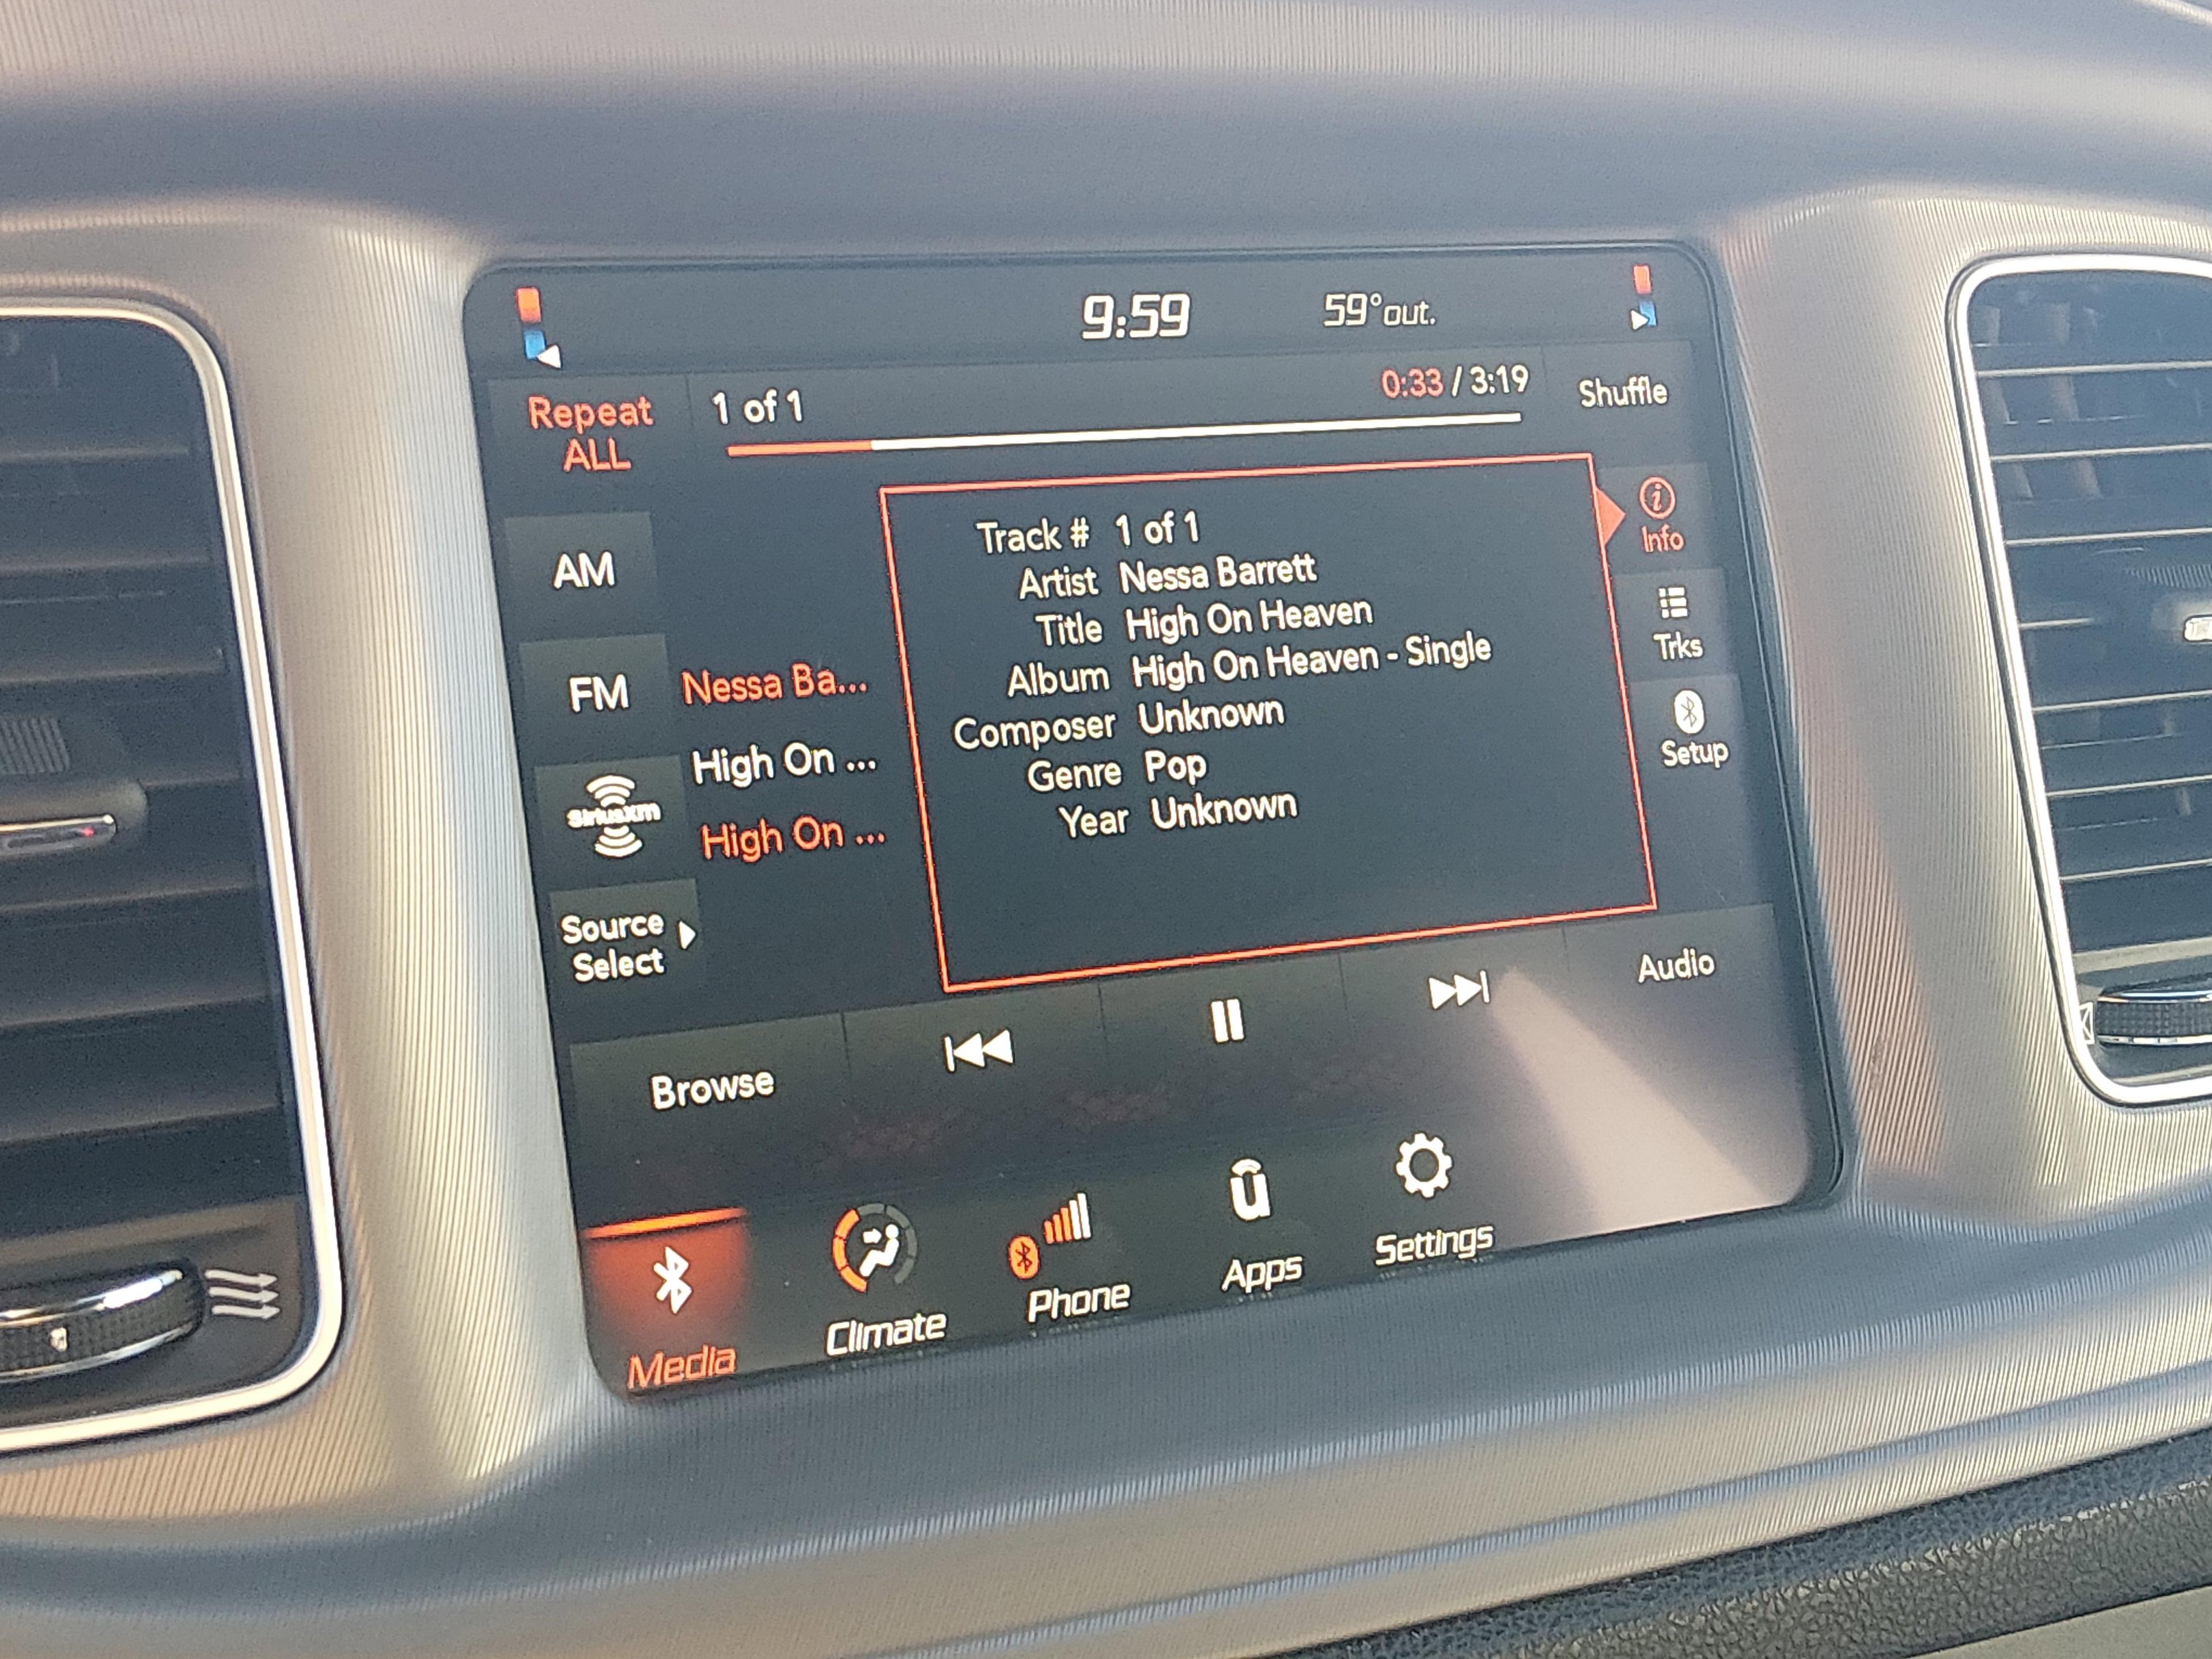 9:59
59°out.
Repeat
ALL
1 of 1
0:33 / 3:19
Shuffle
AM
FM
SiriusXM
Source
Select
Nessa Ba...
High On ...
High On ...
Track # 1 of 1
Artist Nessa Barrett
Title High On Heaven
Album High On Heaven - Single
Composer Unknown
Genre Pop
Year Unknown
Info
Trks
Setup
Browse
Audio
Media
Climate
Phone
u
Apps
Settings